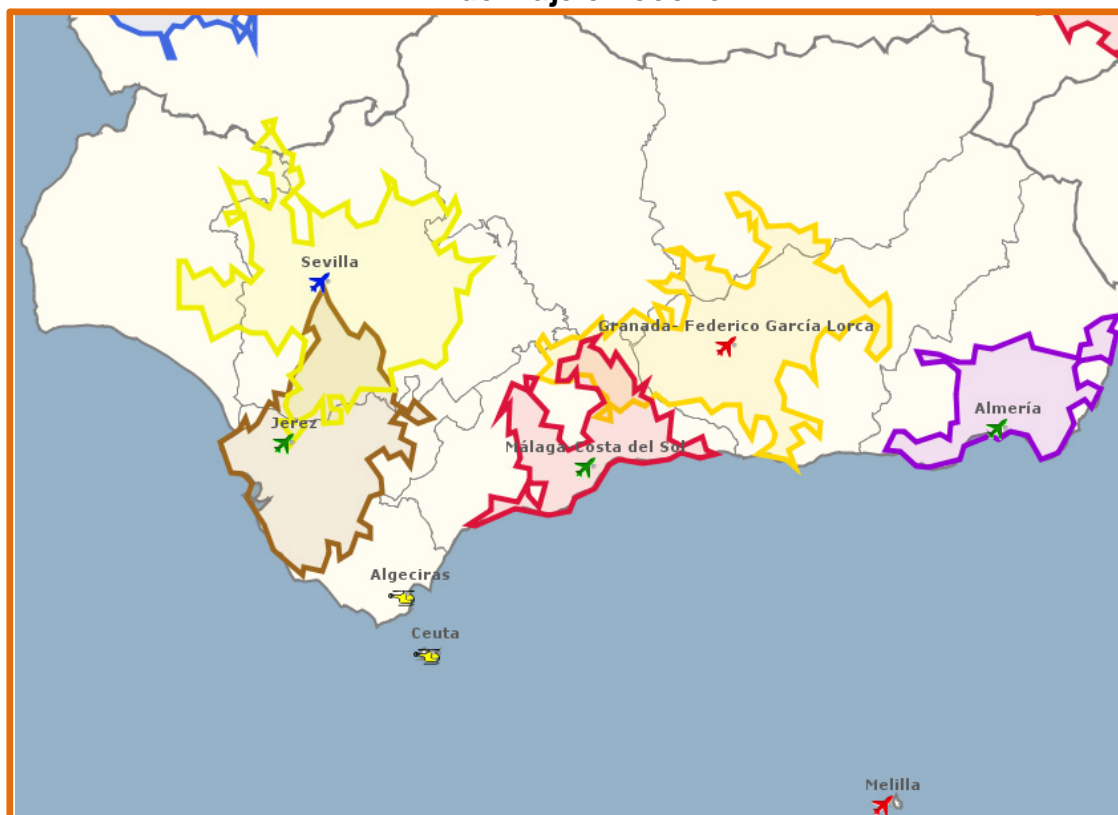 Sevilla
Granada- Federico García Lorca
Almería
Jerez
Málaga-Costa del Sol
Algeciras
Ceuta
Melilla